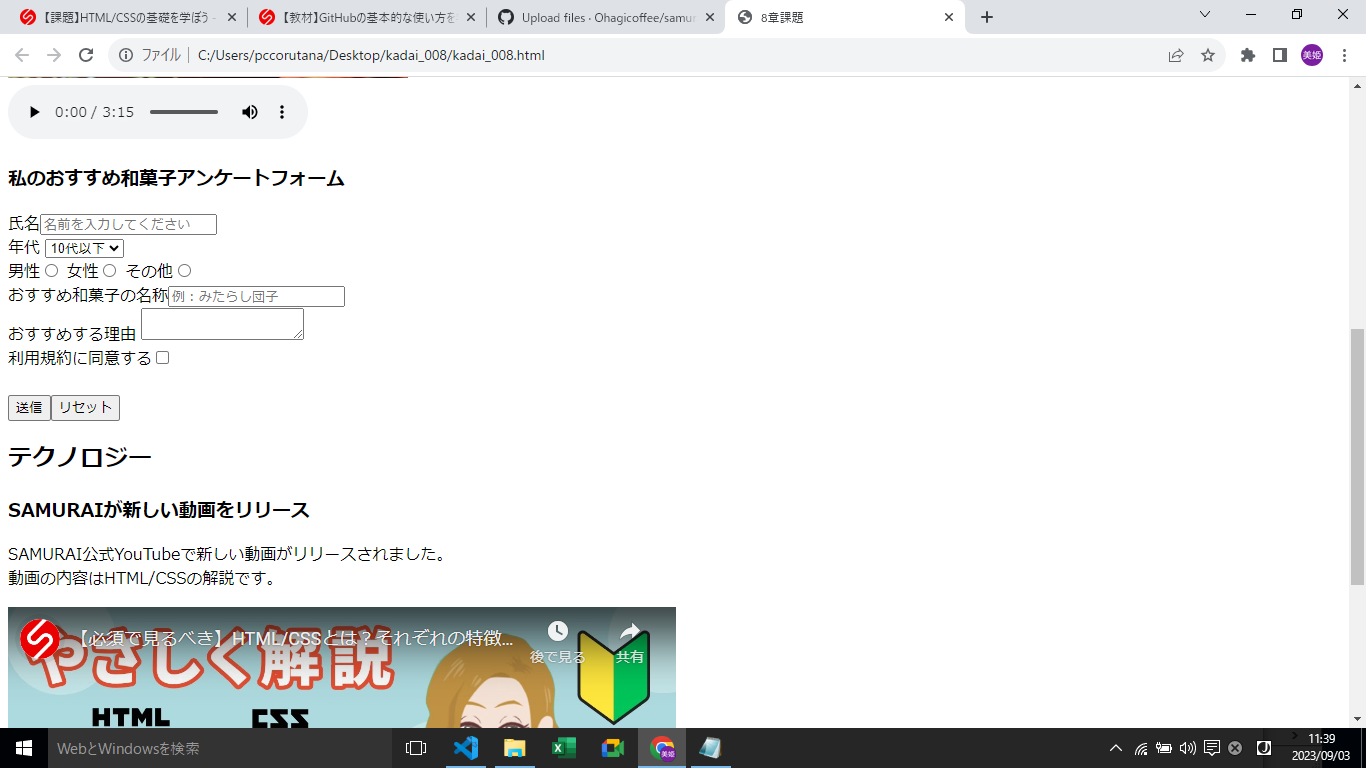 【課題】HTML/CSSの基礎を学ぼう -
【教材】GitHubの基本的な使い方を
Upload files · Ohagicoffee/samu
8章課題
ファイル
C:/Users/pccorutana/Desktop/kadai_008/kadai_008.html
美姫
0:00 / 3:15
私のおすすめ和菓子アンケートフォーム
氏名 名前を入力してください
年代 10代以下
男性 女性 その他
おすすめ和菓子の名称 例：みたらし団子
おすすめする理由
利用規約に同意する
送信 リセット
テクノロジー
SAMURAIが新しい動画をリリース
SAMURAI公式YouTubeで新しい動画がリリースされました。
動画の内容はHTML/CSSの解説です。
【必須で見るべき】HTML/CSSとは？それぞれの特徴...
後で見る 共有
やさしく解説
HTML CSS
WebとWindowsを検索
美姫
11:39
2023/09/03